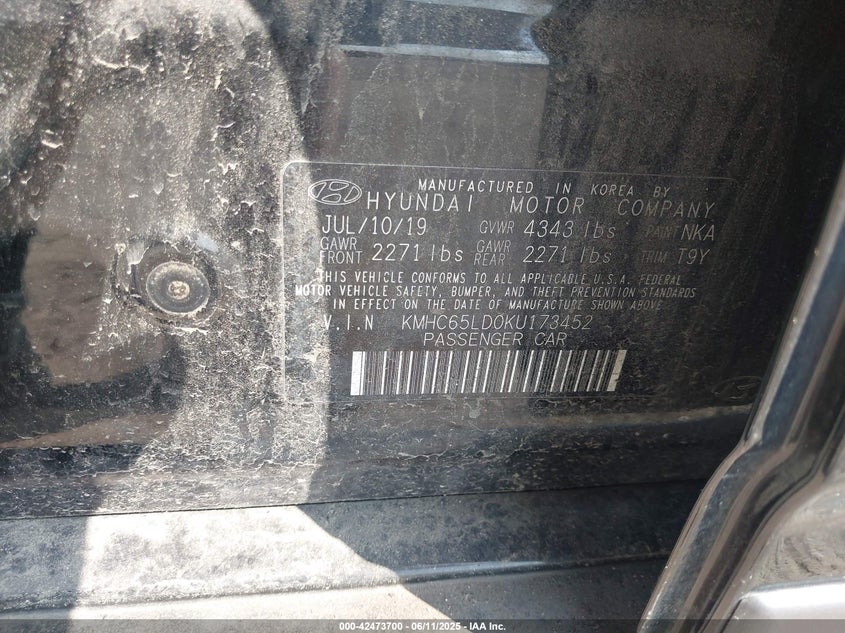 MANUFACTURED IN KOREA BY
HYUNDAI MOTOR COMPANY
JUL/10/19 GVWR 4343 lbs PAINT NKA
GAWR FRONT 2271 lbs GAWR REAR 2271 lbs TRIM T9Y
THIS VEHICLE CONFORMS TO ALL APPLICABLE U.S.A. FEDERAL
MOTOR VEHICLE SAFETY, BUMPER, AND THEFT PREVENTION STANDARDS
IN EFFECT ON THE DATE OF MANUFACTURE SHOWN ABOVE
V.I.N KMHC65LD0KU173452
PASSENGER CAR
000-42473700 - 06/11/2025 - IAA Inc.